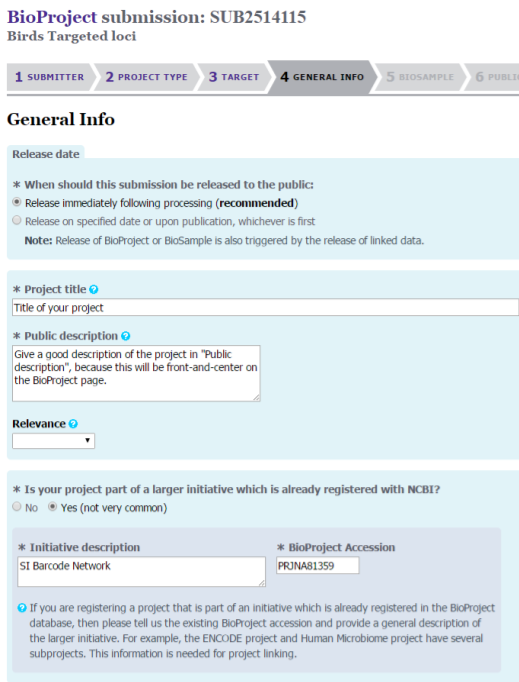 BioProject submission: SUB2514115
Birds Targeted loci
1 SUBMITTER 2 PROJECT TYPE 3 TARGET 4 GENERAL INFO 5 BIOSAMPLE 6 PUBLIC
General Info
Release date
* When should this submission be released to the public:
Release immediately following processing (recommended)
Release on specified date or upon publication, whichever is first
Note: Release of BioProject or BioSample is also triggered by the release of linked data.
* Project title ?
Title of your project
* Public description ?
Give a good description of the project in "Public
description", because this will be front-and-center on
the BioProject page.
Relevance ?
* Is your project part of a larger initiative which is already registered with NCBI?
No Yes (not very common)
* Initiative description * BioProject Accession
SI Barcode Network PRJNA81359
? If you are registering a project that is part of an initiative which is already registered in the BioProject
database, then please tell us the existing BioProject accession and provide a general description of
the larger initiative. For example, the ENCODE project and Human Microbiome project have several
subprojects. This information is needed for project linking.